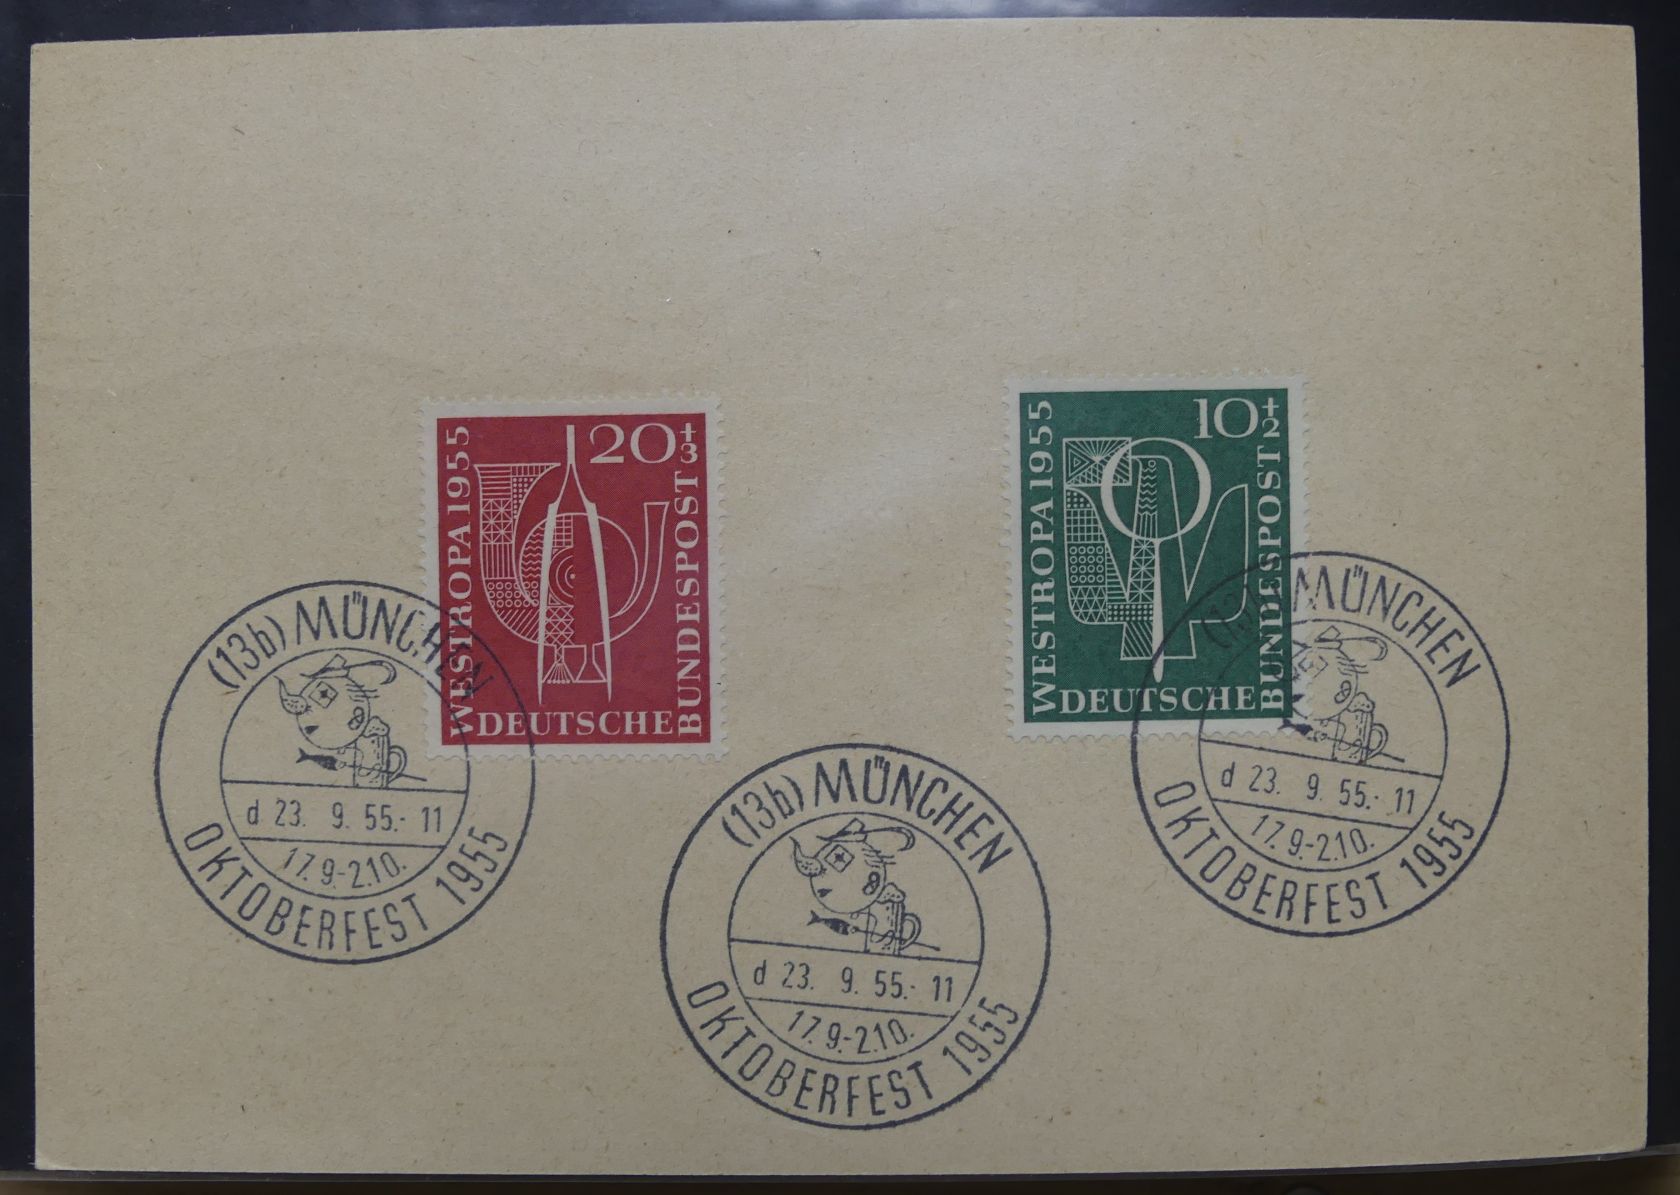 WESTROPA 1955
20 + 3
DEUTSCHE
BUNDESPOST
WESTROPA 1955
10 + 2
DEUTSCHE
BUNDESPOST
(13b) MÜNCHEN
d 23. 9. 55.- 11
17.9.-2.10.
OKTOBERFEST 1955
(13b) MÜNCHEN
d 23. 9. 55.- 11
17.9.-2.10.
OKTOBERFEST 1955
(13b) MÜNCHEN
d 23. 9. 55.- 11
17.9.-2.10.
OKTOBERFEST 1955